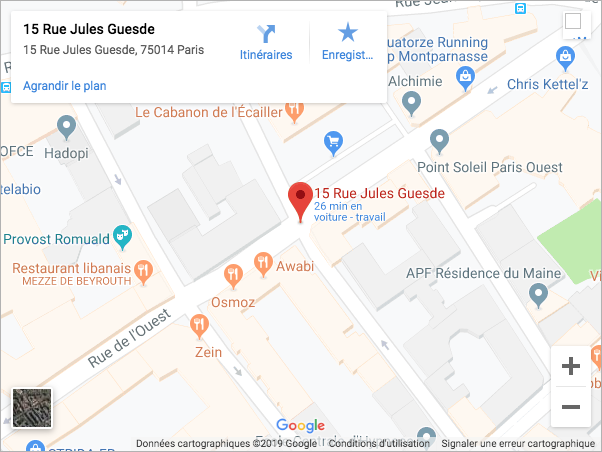 15 Rue Jules Guesde
15 Rue Jules Guesde, 75014 Paris
Itinéraires
Enregist...
Agrandir le plan
Rue Jean
uatorze Running
p Montparnasse
Chris Kettel'z
Alchimie
Le Cabanon de l'Écailler
OFCE
Hadopi
Point Soleil Paris Ouest
telabio
15 Rue Jules Guesde
26 min en
voiture - travail
Provost Romuald
Restaurant libanais
MEZZE DE BEYROUTH
Awabi
APF Résidence du Maine
Osmoz
Rue de l'Ouest
Zein
Google
Données cartographiques ©2019 Google
Conditions d'utilisation
Signaler une erreur cartographique